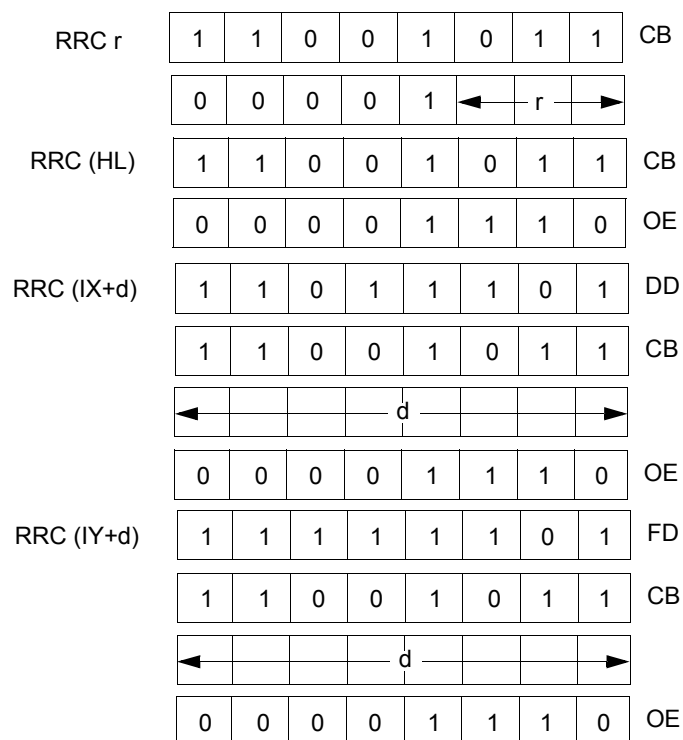 RRC r 1 1 0 0 1 0 1 1 CB
0 0 0 0 1 r
RRC (HL) 1 1 0 0 1 0 1 1 CB
0 0 0 0 1 1 1 0 OE
RRC (IX+d) 1 1 0 1 1 1 0 1 DD
1 1 0 0 1 0 1 1 CB
d
0 0 0 0 1 1 1 0 OE
RRC (IY+d) 1 1 1 1 1 1 0 1 FD
1 1 0 0 1 0 1 1 CB
d
0 0 0 0 1 1 1 0 OE